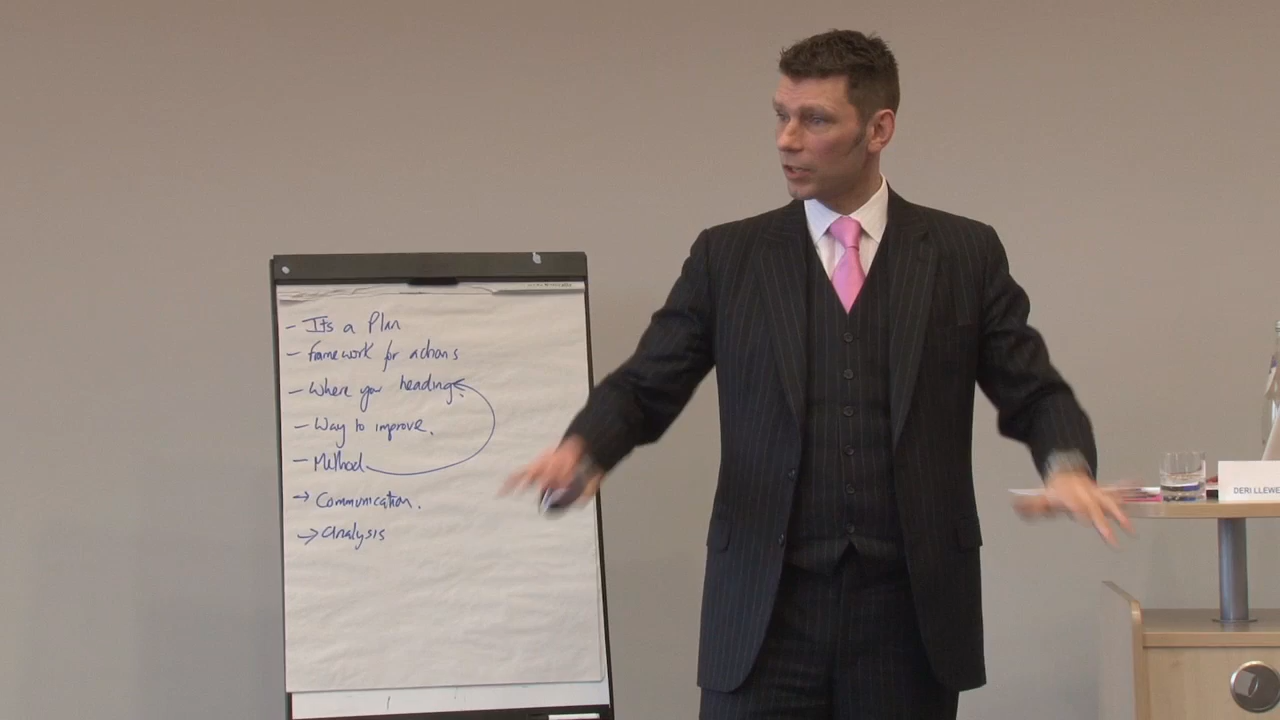 - Its a Plan
- Framework for actions
- Where you heading.
- Way to improve.
- Method
→ Communication.
→ Analysis
DERI LLEWE